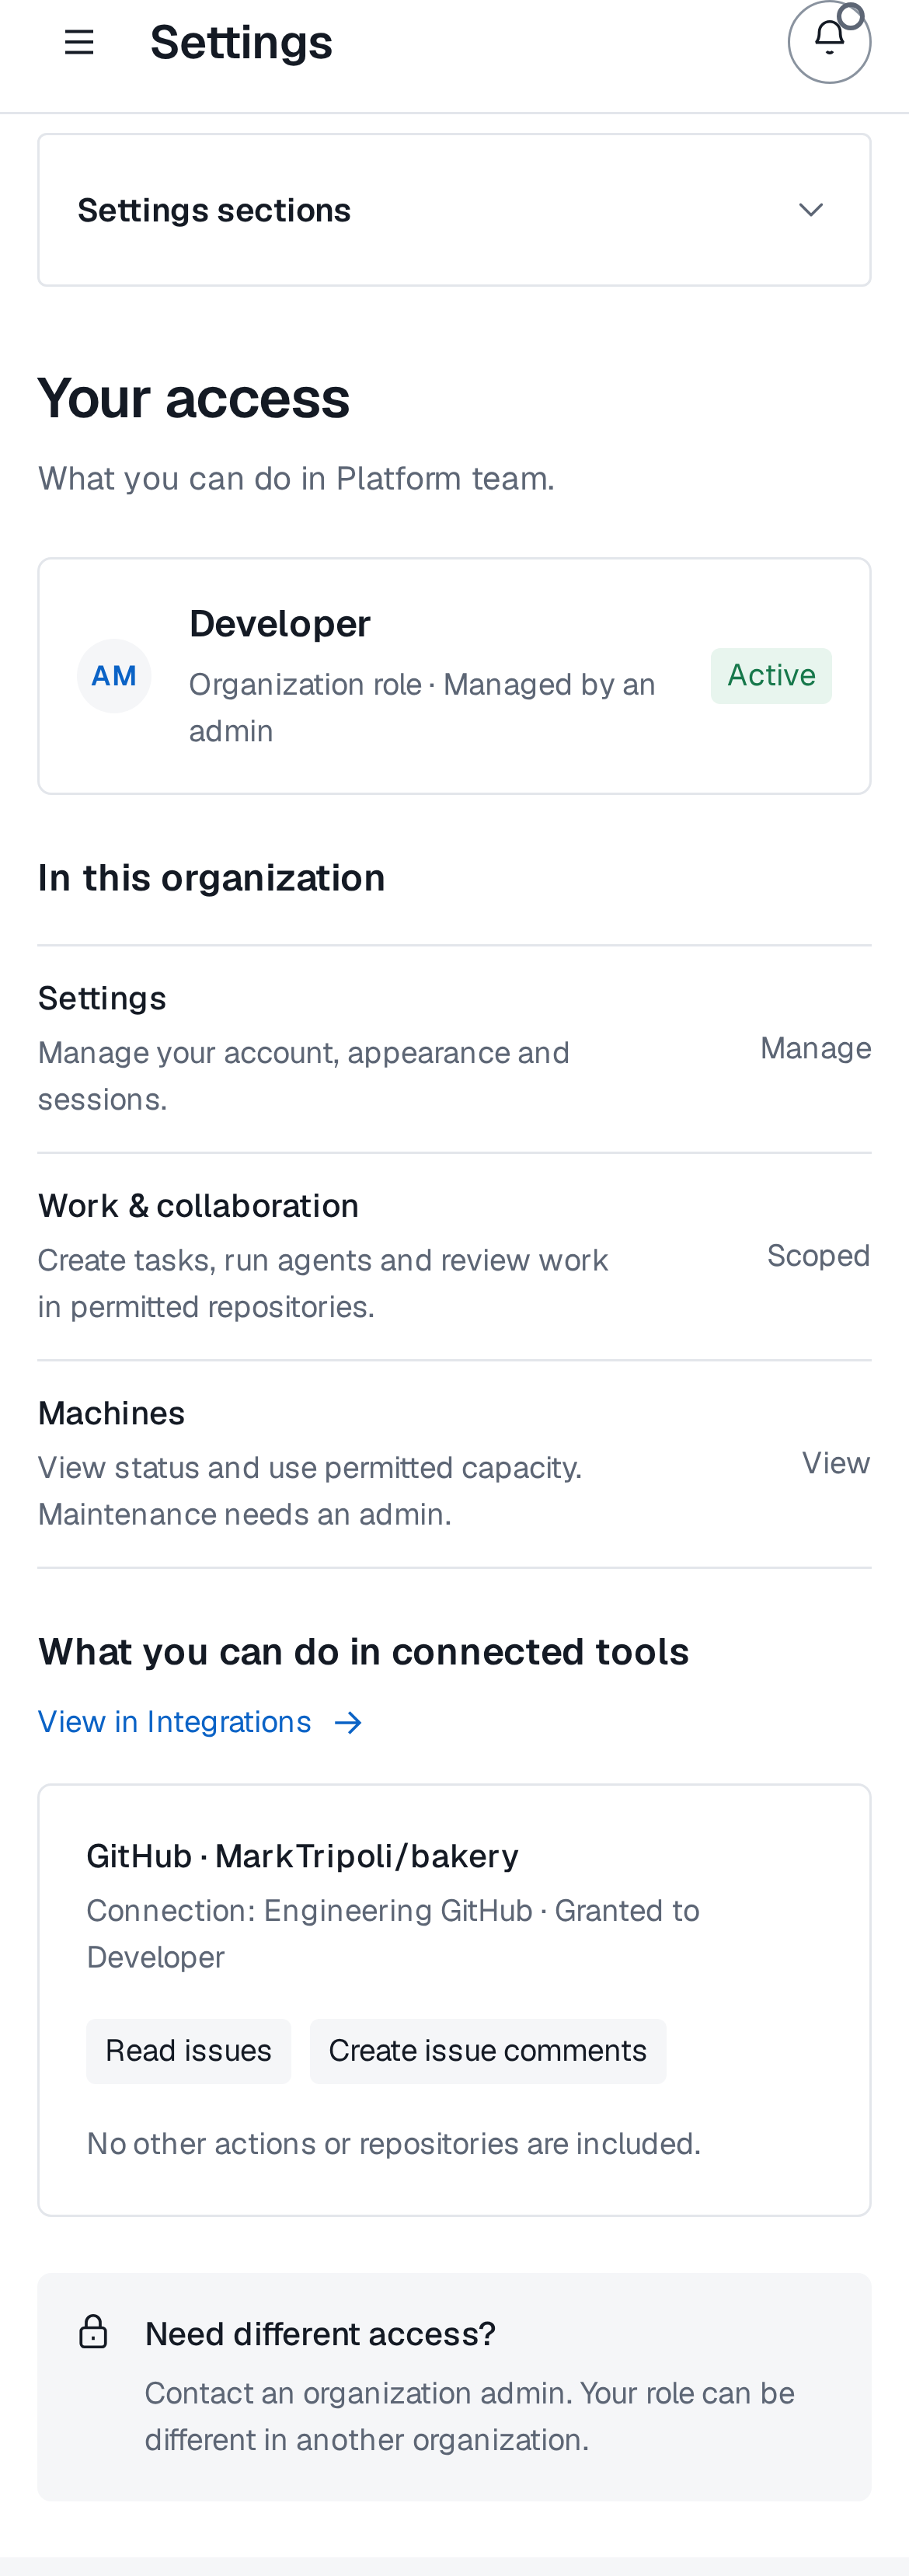 Settings
Settings sections
Your access
What you can do in Platform team.
AM
Developer
Organization role · Managed by an
admin
Active
In this organization
Settings
Manage your account, appearance and
sessions.
Manage
Work & collaboration
Create tasks, run agents and review work
in permitted repositories.
Scoped
Machines
View status and use permitted capacity.
Maintenance needs an admin.
View
What you can do in connected tools
View in Integrations →
GitHub · MarkTripoli/bakery
Connection: Engineering GitHub · Granted to
Developer
Read issues
Create issue comments
No other actions or repositories are included.
Need different access?
Contact an organization admin. Your role can be
different in another organization.